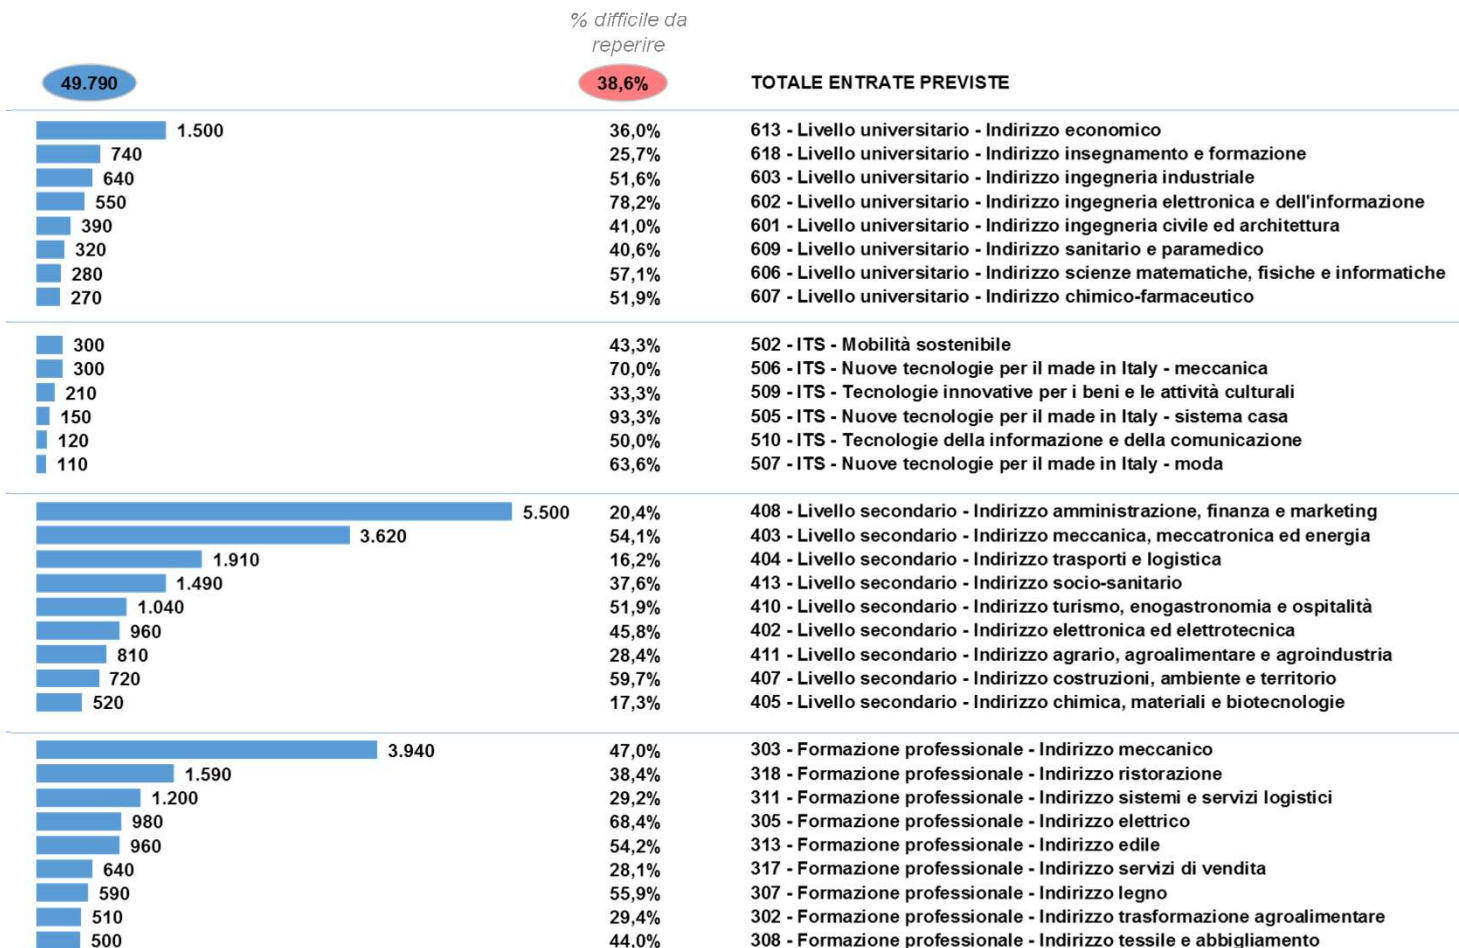 % difficile da
reperire
49.790 38,6% TOTALE ENTRATE PREVISTE
1.500 36,0% 613 - Livello universitario - Indirizzo economico
740 25,7% 618 - Livello universitario - Indirizzo insegnamento e formazione
640 51,6% 603 - Livello universitario - Indirizzo ingegneria industriale
550 78,2% 602 - Livello universitario - Indirizzo ingegneria elettronica e dell'informazione
390 41,0% 601 - Livello universitario - Indirizzo ingegneria civile ed architettura
320 40,6% 609 - Livello universitario - Indirizzo sanitario e paramedico
280 57,1% 606 - Livello universitario - Indirizzo scienze matematiche, fisiche e informatiche
270 51,9% 607 - Livello universitario - Indirizzo chimico-farmaceutico
300 43,3% 502 - ITS - Mobilità sostenibile
300 70,0% 506 - ITS - Nuove tecnologie per il made in Italy - meccanica
210 33,3% 509 - ITS - Tecnologie innovative per i beni e le attività culturali
150 93,3% 505 - ITS - Nuove tecnologie per il made in Italy - sistema casa
120 50,0% 510 - ITS - Tecnologie della informazione e della comunicazione
110 63,6% 507 - ITS - Nuove tecnologie per il made in Italy - moda
5.500 20,4% 408 - Livello secondario - Indirizzo amministrazione, finanza e marketing
3.620 54,1% 403 - Livello secondario - Indirizzo meccanica, meccatronica ed energia
1.910 16,2% 404 - Livello secondario - Indirizzo trasporti e logistica
1.490 37,6% 413 - Livello secondario - Indirizzo socio-sanitario
1.040 51,9% 410 - Livello secondario - Indirizzo turismo, enogastronomia e ospitalità
960 45,8% 402 - Livello secondario - Indirizzo elettronica ed elettrotecnica
810 28,4% 411 - Livello secondario - Indirizzo agrario, agroalimentare e agroindustria
720 59,7% 407 - Livello secondario - Indirizzo costruzioni, ambiente e territorio
520 17,3% 405 - Livello secondario - Indirizzo chimica, materiali e biotecnologie
3.940 47,0% 303 - Formazione professionale - Indirizzo meccanico
1.590 38,4% 318 - Formazione professionale - Indirizzo ristorazione
1.200 29,2% 311 - Formazione professionale - Indirizzo sistemi e servizi logistici
980 68,4% 305 - Formazione professionale - Indirizzo elettrico
960 54,2% 313 - Formazione professionale - Indirizzo edile
640 28,1% 317 - Formazione professionale - Indirizzo servizi di vendita
590 55,9% 307 - Formazione professionale - Indirizzo legno
510 29,4% 302 - Formazione professionale - Indirizzo trasformazione agroalimentare
500 44,0% 308 - Formazione professionale - Indirizzo tessile e abbigliamento